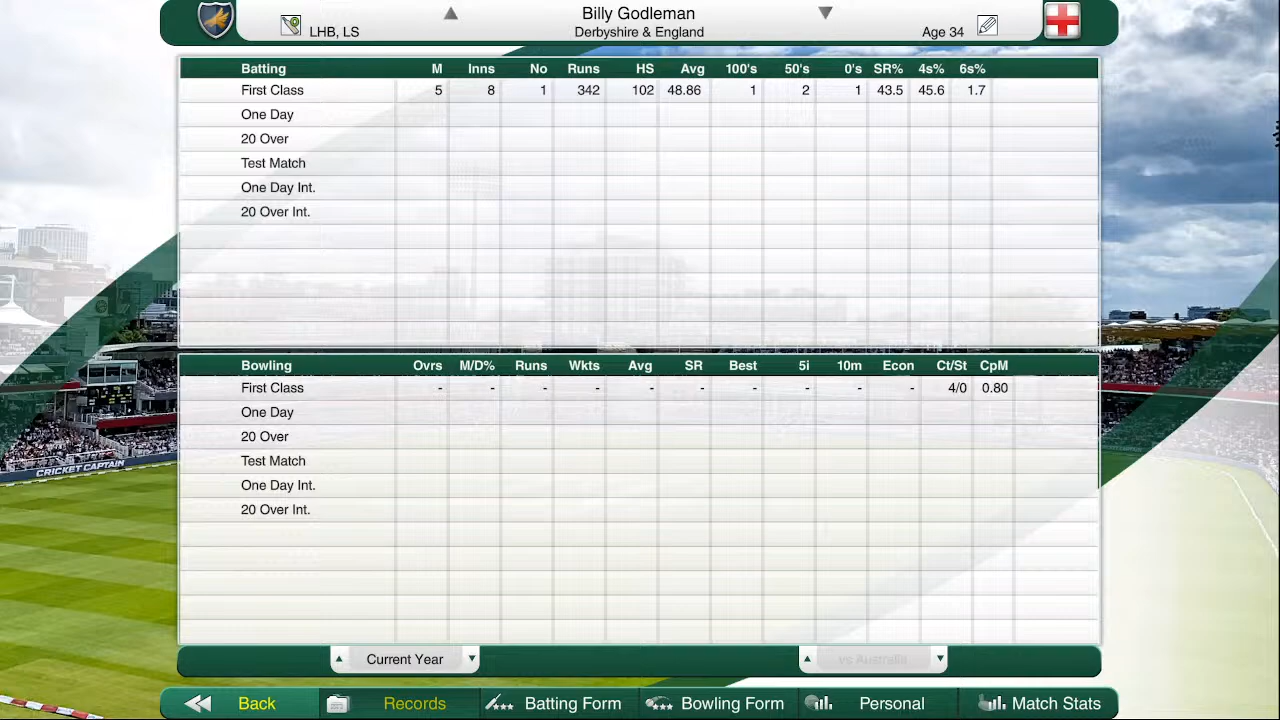 Billy Godleman
LHB, LS Derbyshire & England Age 34
Batting M Inns No Runs HS Avg 100's 50's 0's SR% 4s% 6s%
First Class 5 8 1 342 102 48.86 1 2 1 43.5 45.6 1.7
One Day
20 Over
Test Match
One Day Int.
20 Over Int.
Bowling Ovrs M/D% Runs Wkts Avg SR Best 5i 10m Econ Ct/St CpM
First Class - - - - - - - - - - 4/0 0.80
One Day
20 Over
Test Match
One Day Int.
20 Over Int.
CRICKET CAPTAIN
Current Year vs Australia
Back Records Batting Form Bowling Form Personal Match Stats